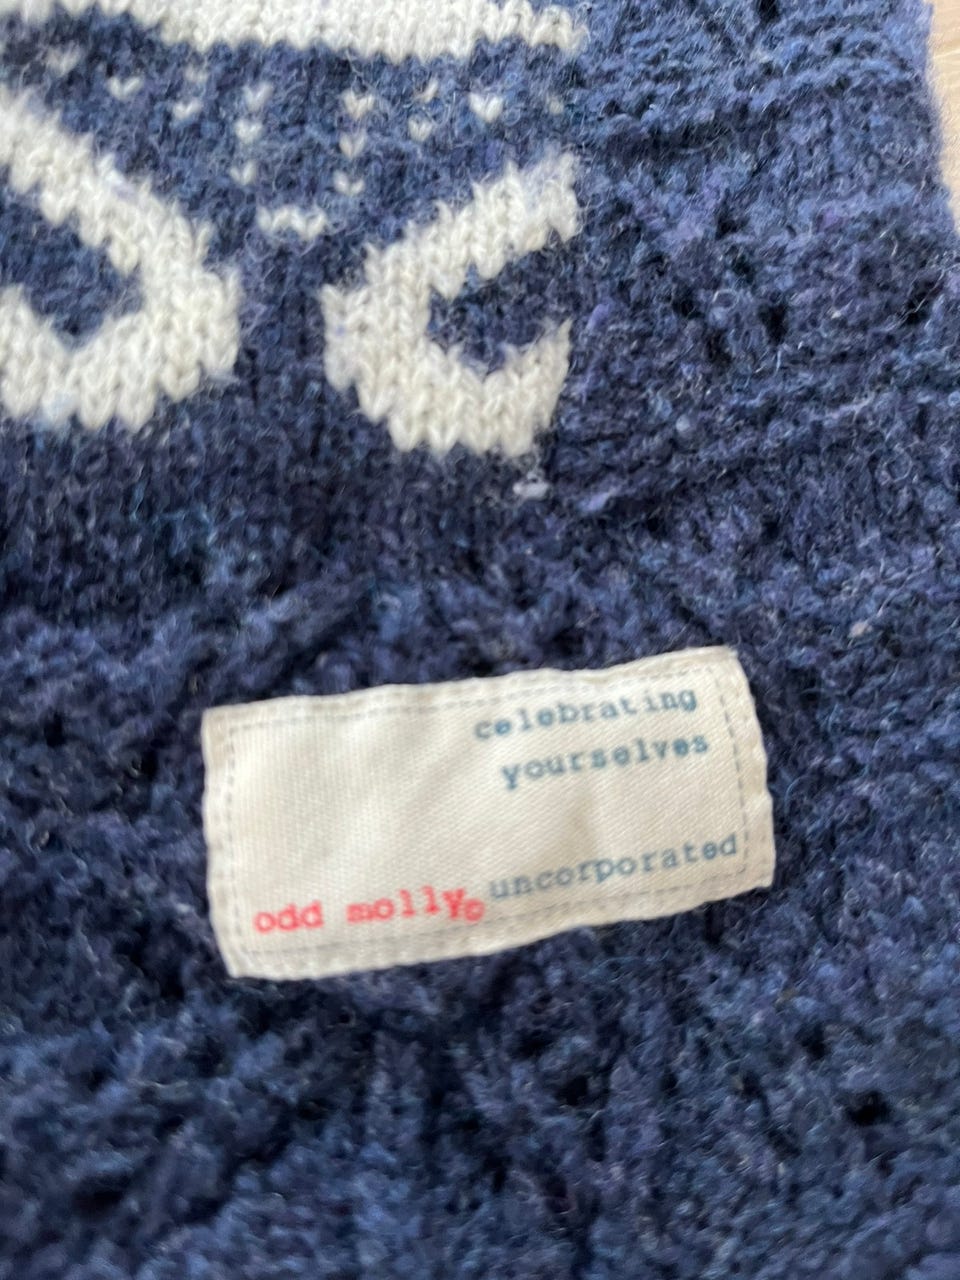 celebrating
yourselves
odd molly© uncorporated